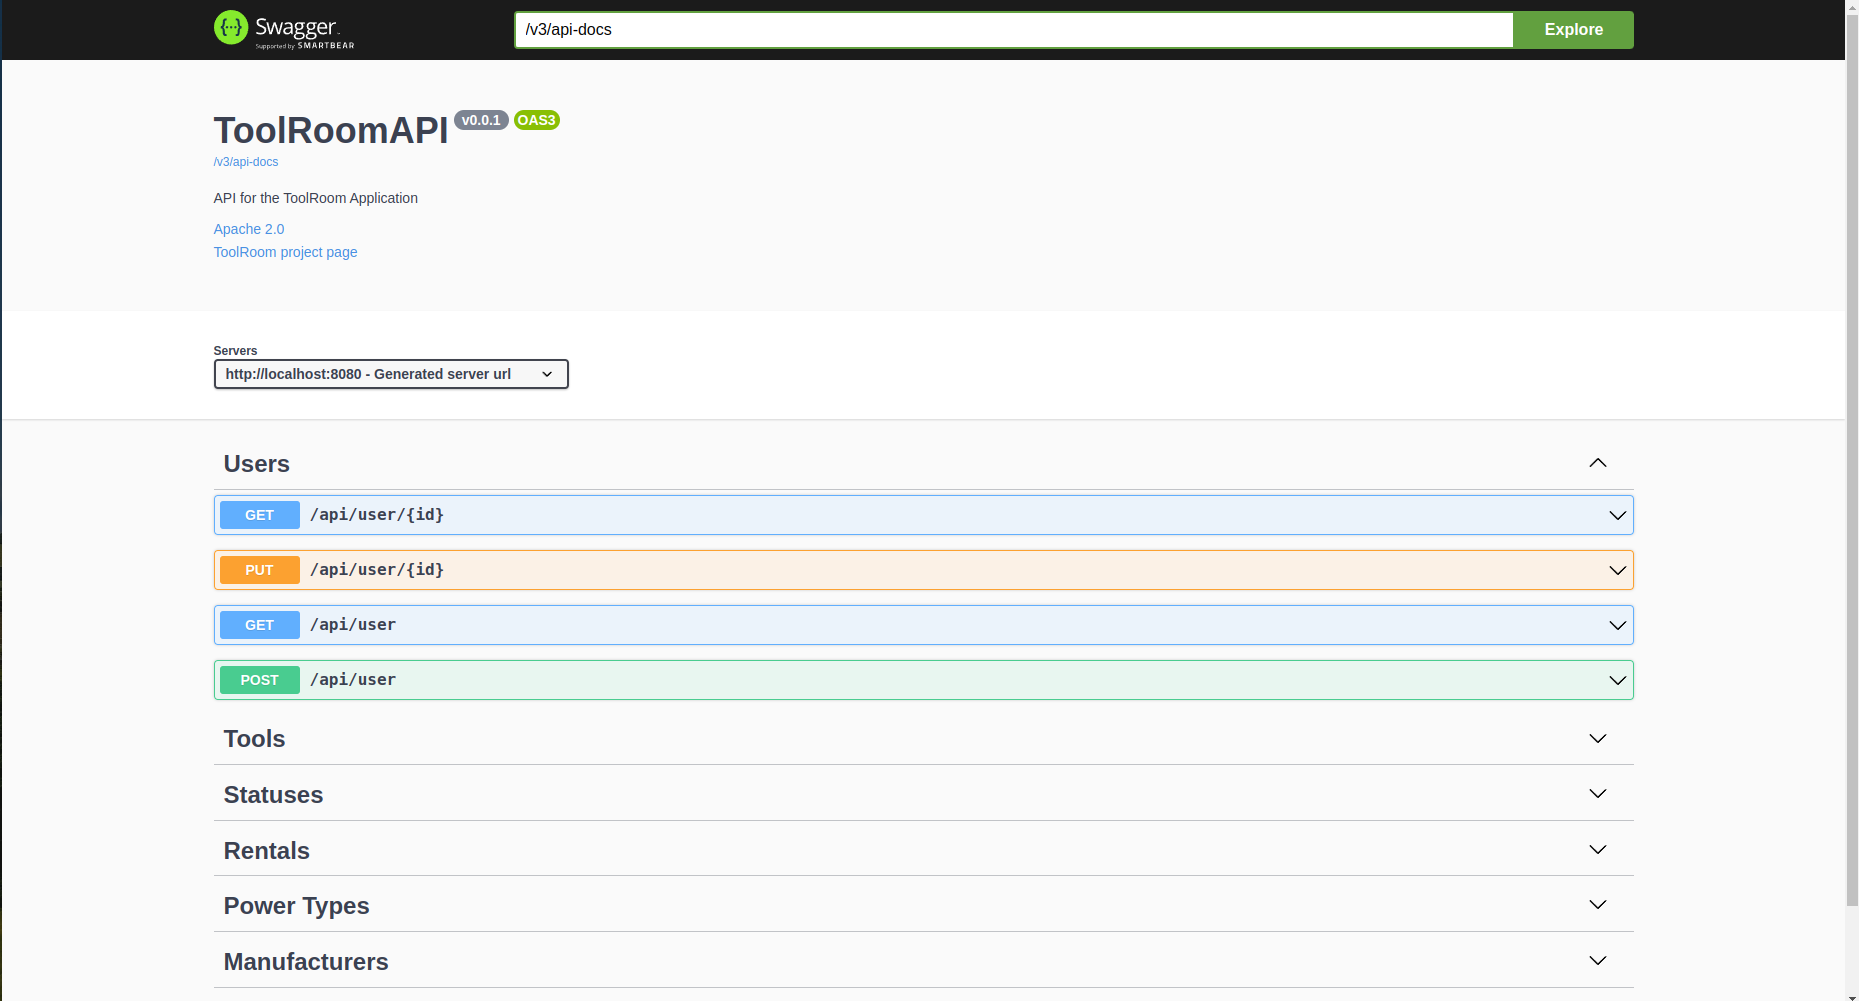 Swagger
Supported by SMARTBEAR
/v3/api-docs
Explore
ToolRoomAPI v0.0.1 OAS3
/v3/api-docs
API for the ToolRoom Application
Apache 2.0
ToolRoom project page
Servers
http://localhost:8080 - Generated server url
Users
GET /api/user/{id}
PUT /api/user/{id}
GET /api/user
POST /api/user
Tools
Statuses
Rentals
Power Types
Manufacturers